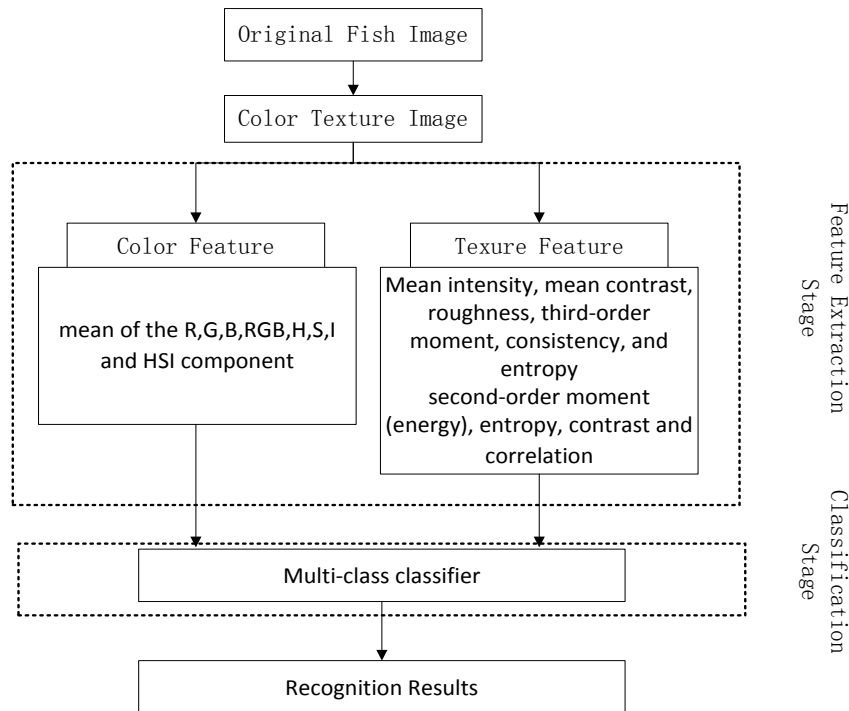 Original Fish Image
Color Texture Image
Color Feature
mean of the R,G,B,RGB,H,S,I
and HSI component
Texure Feature
Mean intensity, mean contrast,
roughness, third-order
moment, consistency, and
entropy
second-order moment
(energy), entropy, contrast and
correlation
Feature Extraction
Stage
Multi-class classifier
Classification
Stage
Recognition Results